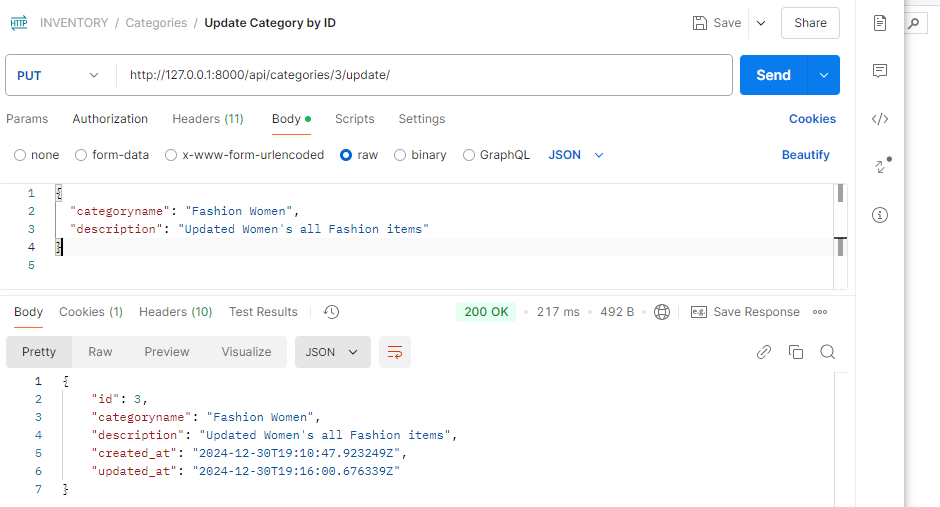 HTTP INVENTORY / Categories / Update Category by ID Save Share
PUT http://127.0.0.1:8000/api/categories/3/update/ Send
Params Authorization Headers (11) Body Scripts Settings Cookies
none form-data x-www-form-urlencoded raw binary GraphQL JSON Beautify
1 {
2 "categoryname": "Fashion Women",
3 "description": "Updated Women's all Fashion items"
4 }
5
Body Cookies (1) Headers (10) Test Results 200 OK 217 ms 492 B e.g. Save Response
Pretty Raw Preview Visualize JSON
1 {
2 "id": 3,
3 "categoryname": "Fashion Women",
4 "description": "Updated Women's all Fashion items",
5 "created_at": "2024-12-30T19:10:47.923249Z",
6 "updated_at": "2024-12-30T19:16:00.676339Z"
7 }